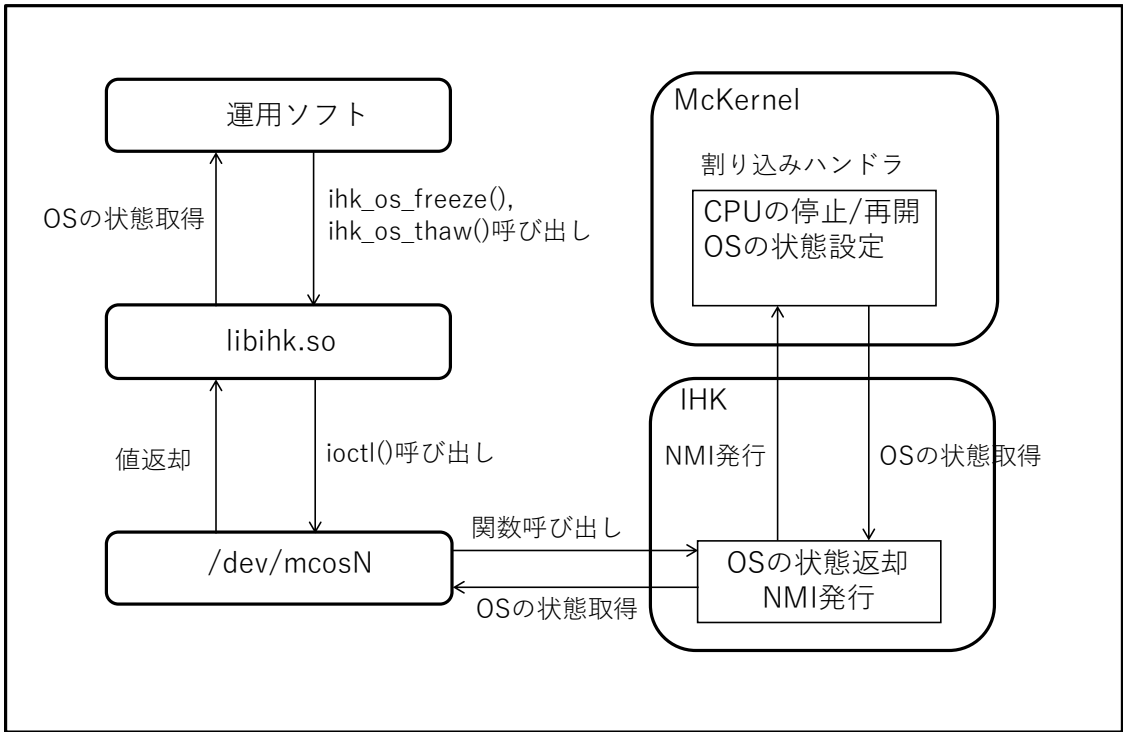 運用ソフト
OSの状態取得
ihk_os_freeze(),
ihk_os_thaw()呼び出し
libihk.so
値返却
ioctl()呼び出し
/dev/mcosN
関数呼び出し
OSの状態取得
McKernel
割り込みハンドラ
CPUの停止/再開
OSの状態設定
IHK
NMI発行
OSの状態取得
OSの状態返却
NMI発行